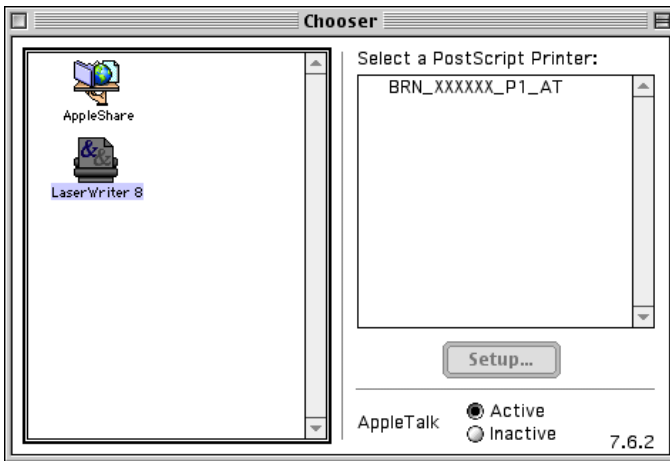 Chooser
AppleShare
LaserWriter 8
Select a PostScript Printer:
BRN_XXXXXX_P1_AT
Setup...
AppleTalk
Active
Inactive
7.6.2